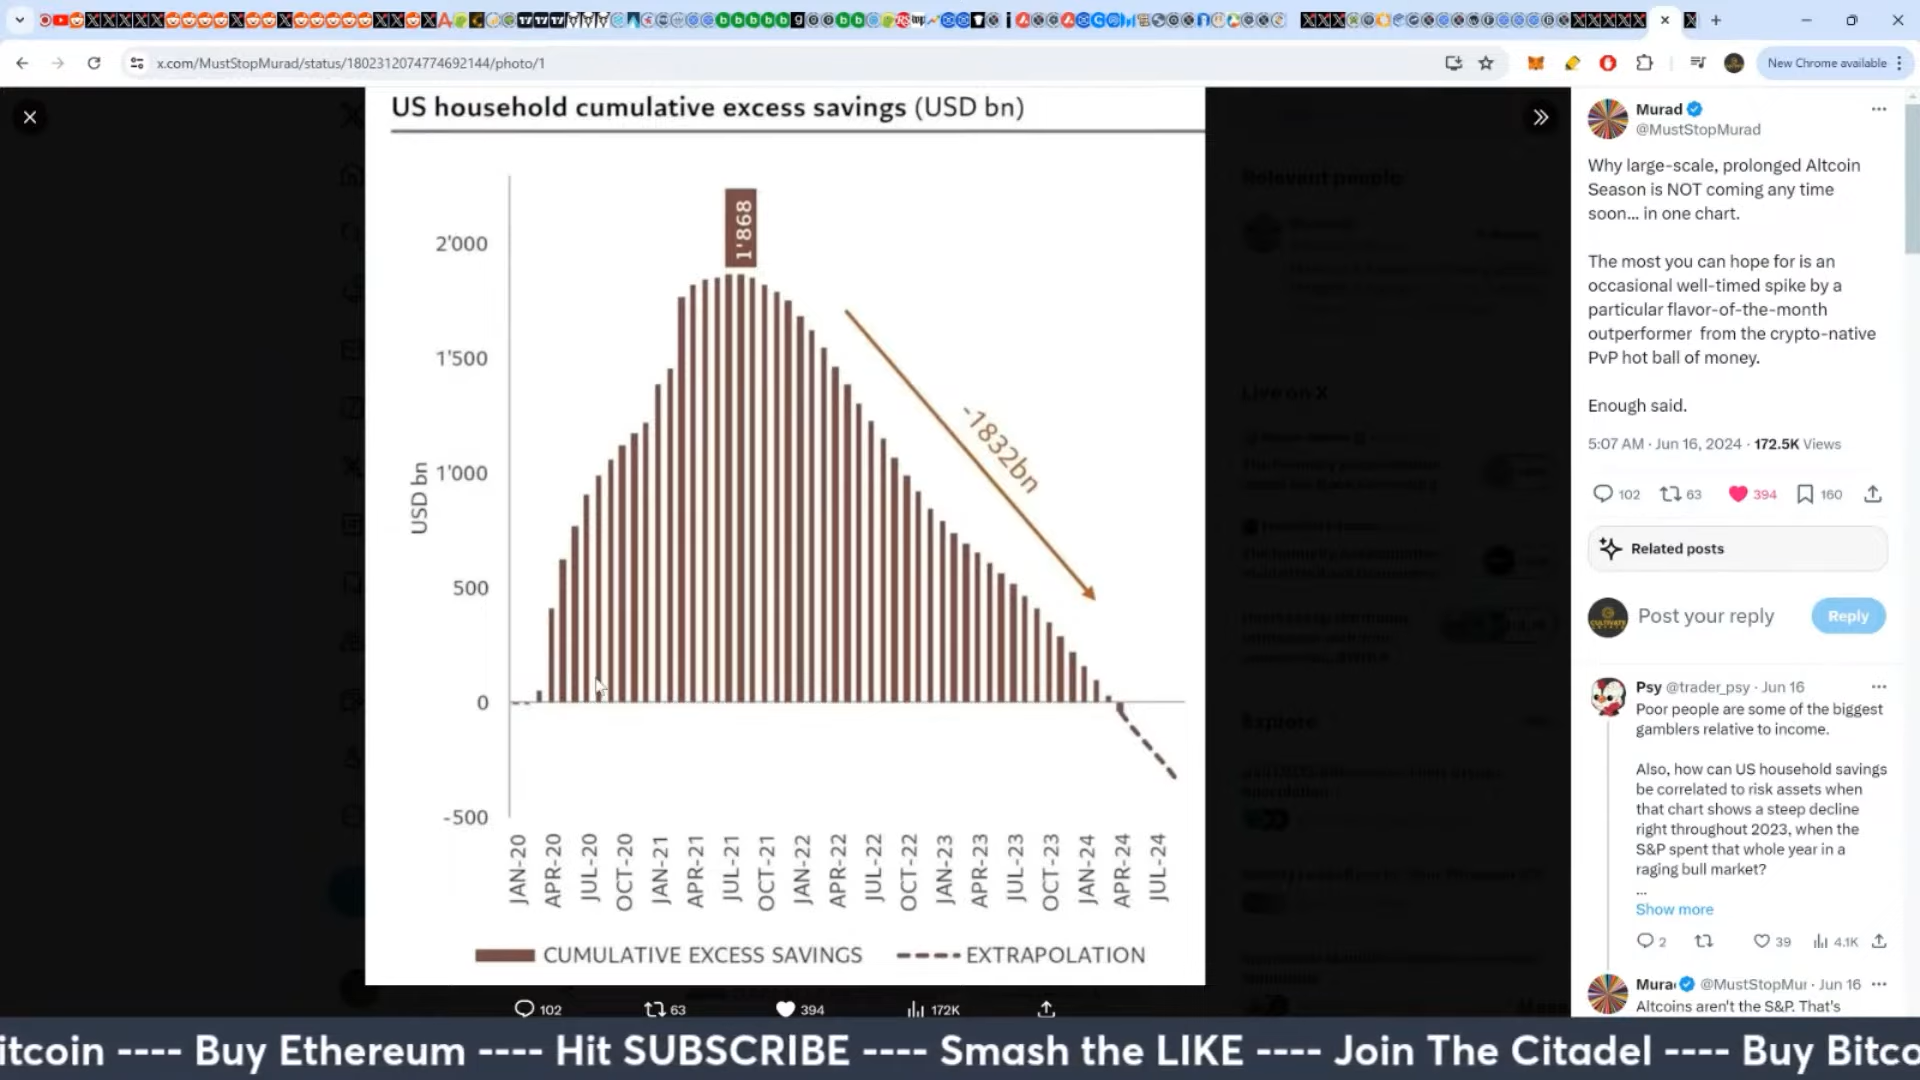 x.com/MustStopMurad/status/1802312074774692144/photo/1
New Chrome available
US household cumulative excess savings (USD bn)
1'868
2'000
1'500
1'000
500
0
-500
USD bn
-1832bn
JAN-20
APR-20
JUL-20
OCT-20
JAN-21
APR-21
JUL-21
OCT-21
JAN-22
APR-22
JUL-22
OCT-22
JAN-23
APR-23
JUL-23
OCT-23
JAN-24
APR-24
JUL-24
CUMULATIVE EXCESS SAVINGS
EXTRAPOLATION
102 63 394 172K
Relevant people
Live on X
Explore
Murad
@MustStopMurad
Why large-scale, prolonged Altcoin
Season is NOT coming any time
soon... in one chart.
The most you can hope for is an
occasional well-timed spike by a
particular flavor-of-the-month
outperformer from the crypto-native
PvP hot ball of money.
Enough said.
5:07 AM · Jun 16, 2024 · 172.5K Views
102 63 394 160
Related posts
Post your reply
Reply
Psy @trader_psy · Jun 16
Poor people are some of the biggest
gamblers relative to income.
Also, how can US household savings
be correlated to risk assets when
that chart shows a steep decline
right throughout 2023, when the
S&P spent that whole year in a
raging bull market?
...
Show more
2 39 4.1K
Mura @MustStopMur · Jun 16
Altcoins aren't the S&P. That's
itcoin ---- Buy Ethereum ---- Hit SUBSCRIBE ---- Smash the LIKE ---- Join The Citadel ---- Buy Bitco